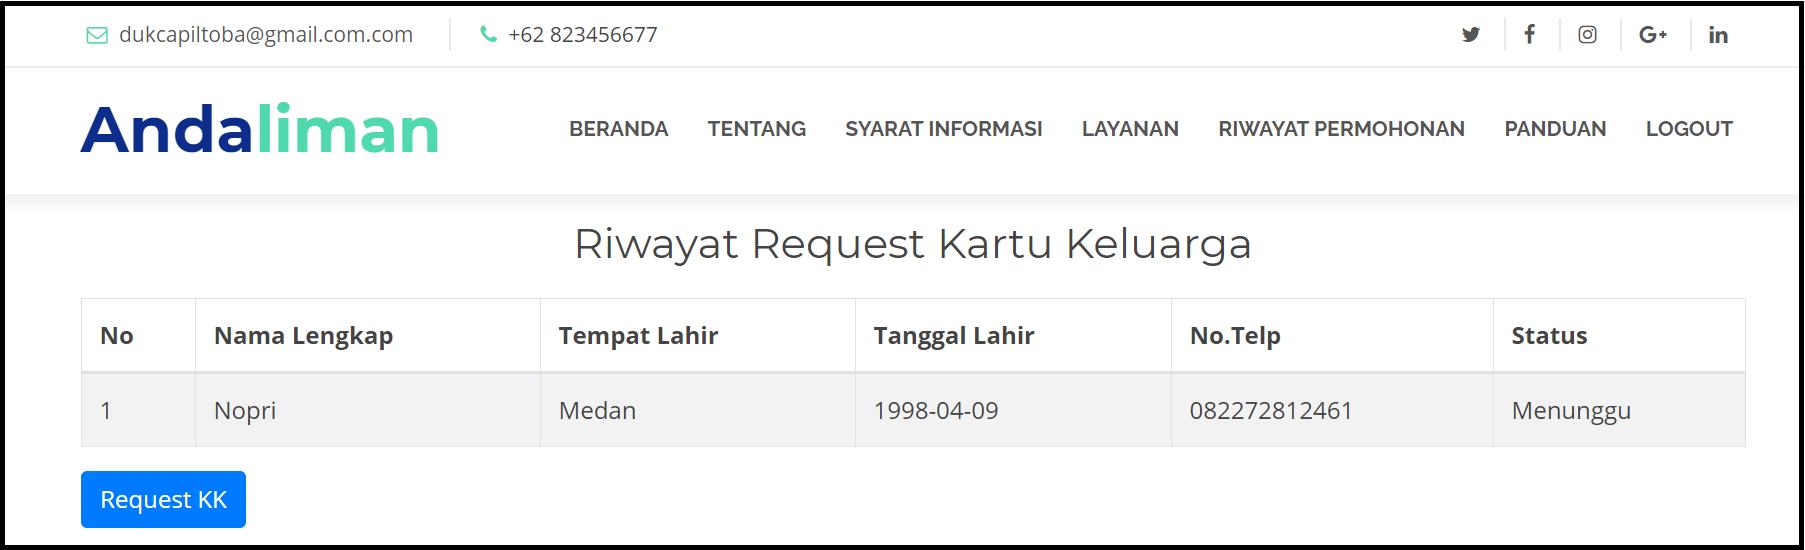 dukcapiltoba@gmail.com.com +62 823456677
Andaliman
BERANDA TENTANG SYARAT INFORMASI LAYANAN RIWAYAT PERMOHONAN PANDUAN LOGOUT
Riwayat Request Kartu Keluarga
No Nama Lengkap Tempat Lahir Tanggal Lahir No.Telp Status
1 Nopri Medan 1998-04-09 082272812461 Menunggu
Request KK